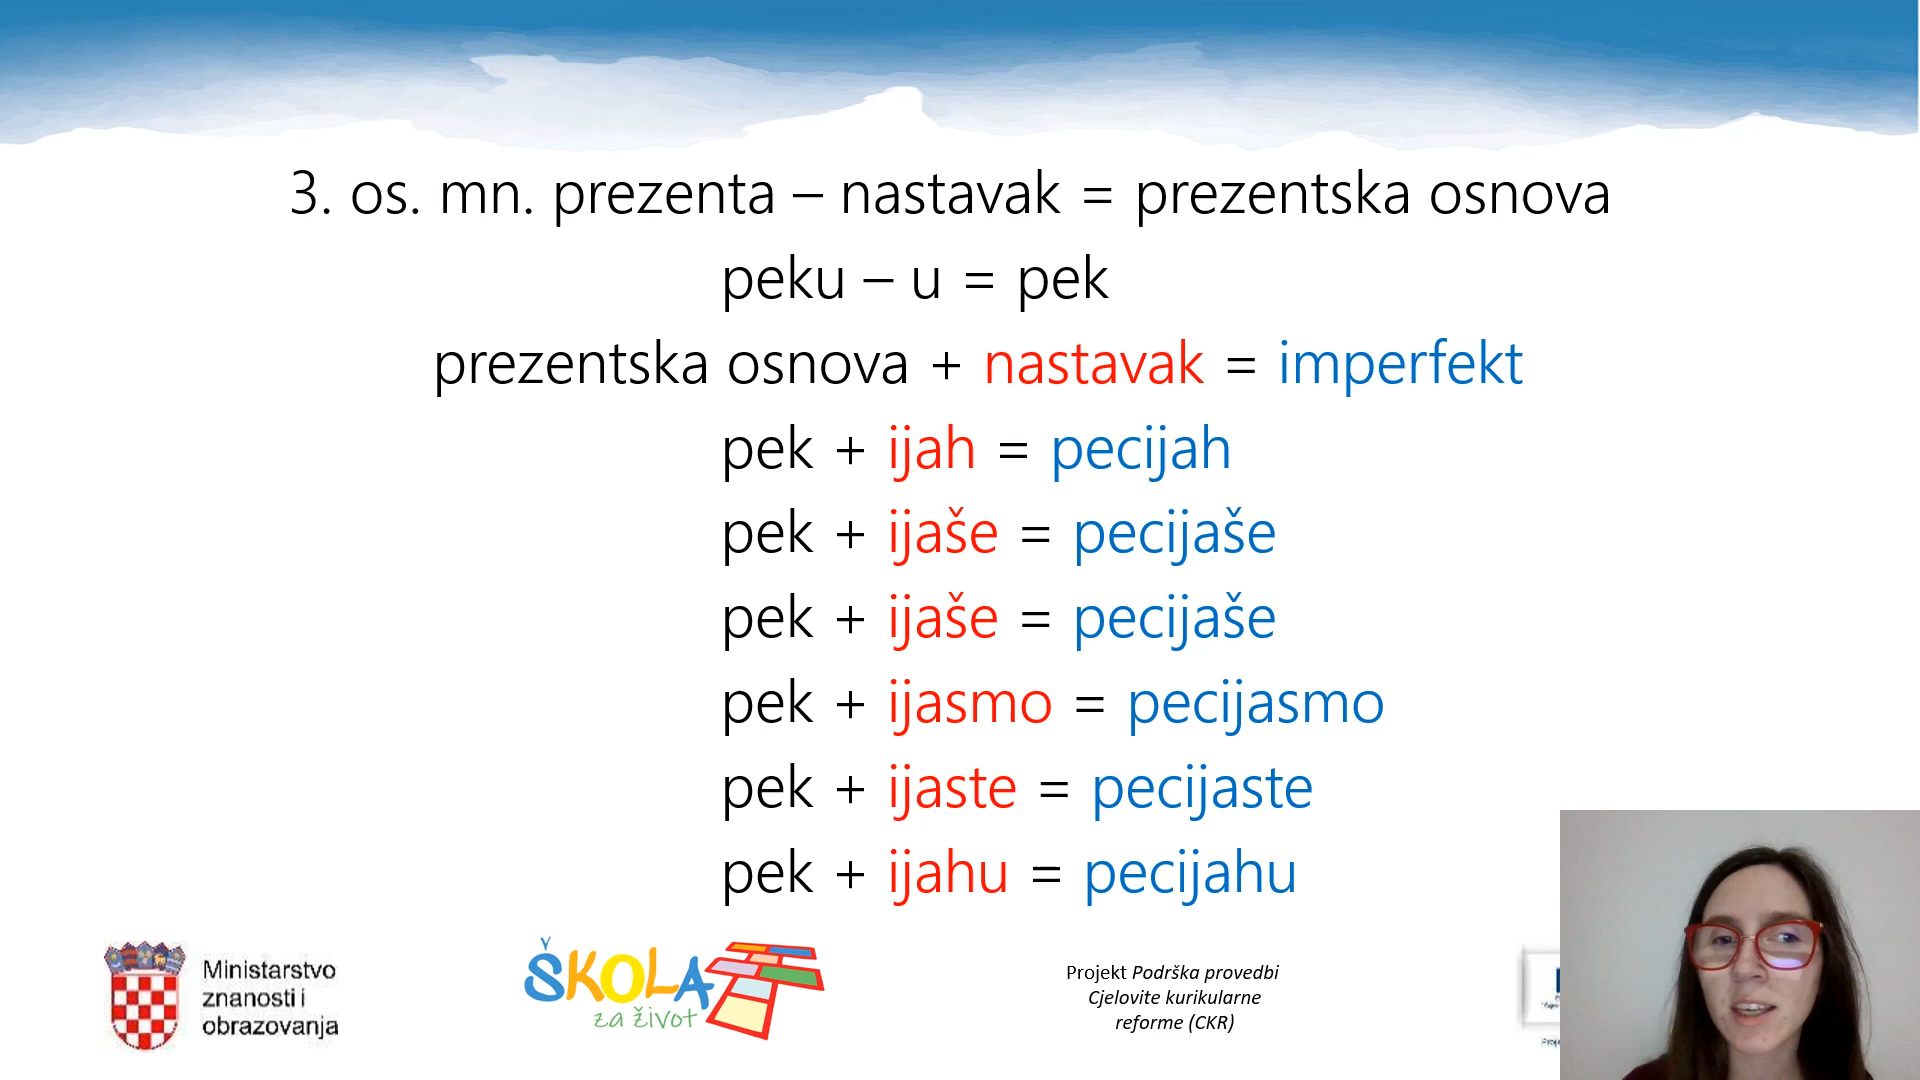 3. os. mn. prezenta – nastavak = prezentska osnova
peku – u = pek
prezentska osnova + nastavak = imperfekt
pek + ijah = pecijah
pek + ijaše = pecijaše
pek + ijaše = pecijaše
pek + ijasmo = pecijasmo
pek + ijaste = pecijaste
pek + ijahu = pecijahu
Ministarstvo
znanosti i
obrazovanja
ŠKOLA
za život
Projekt Podrška provedbi
Cjelovite kurikularne
reforme (CKR)